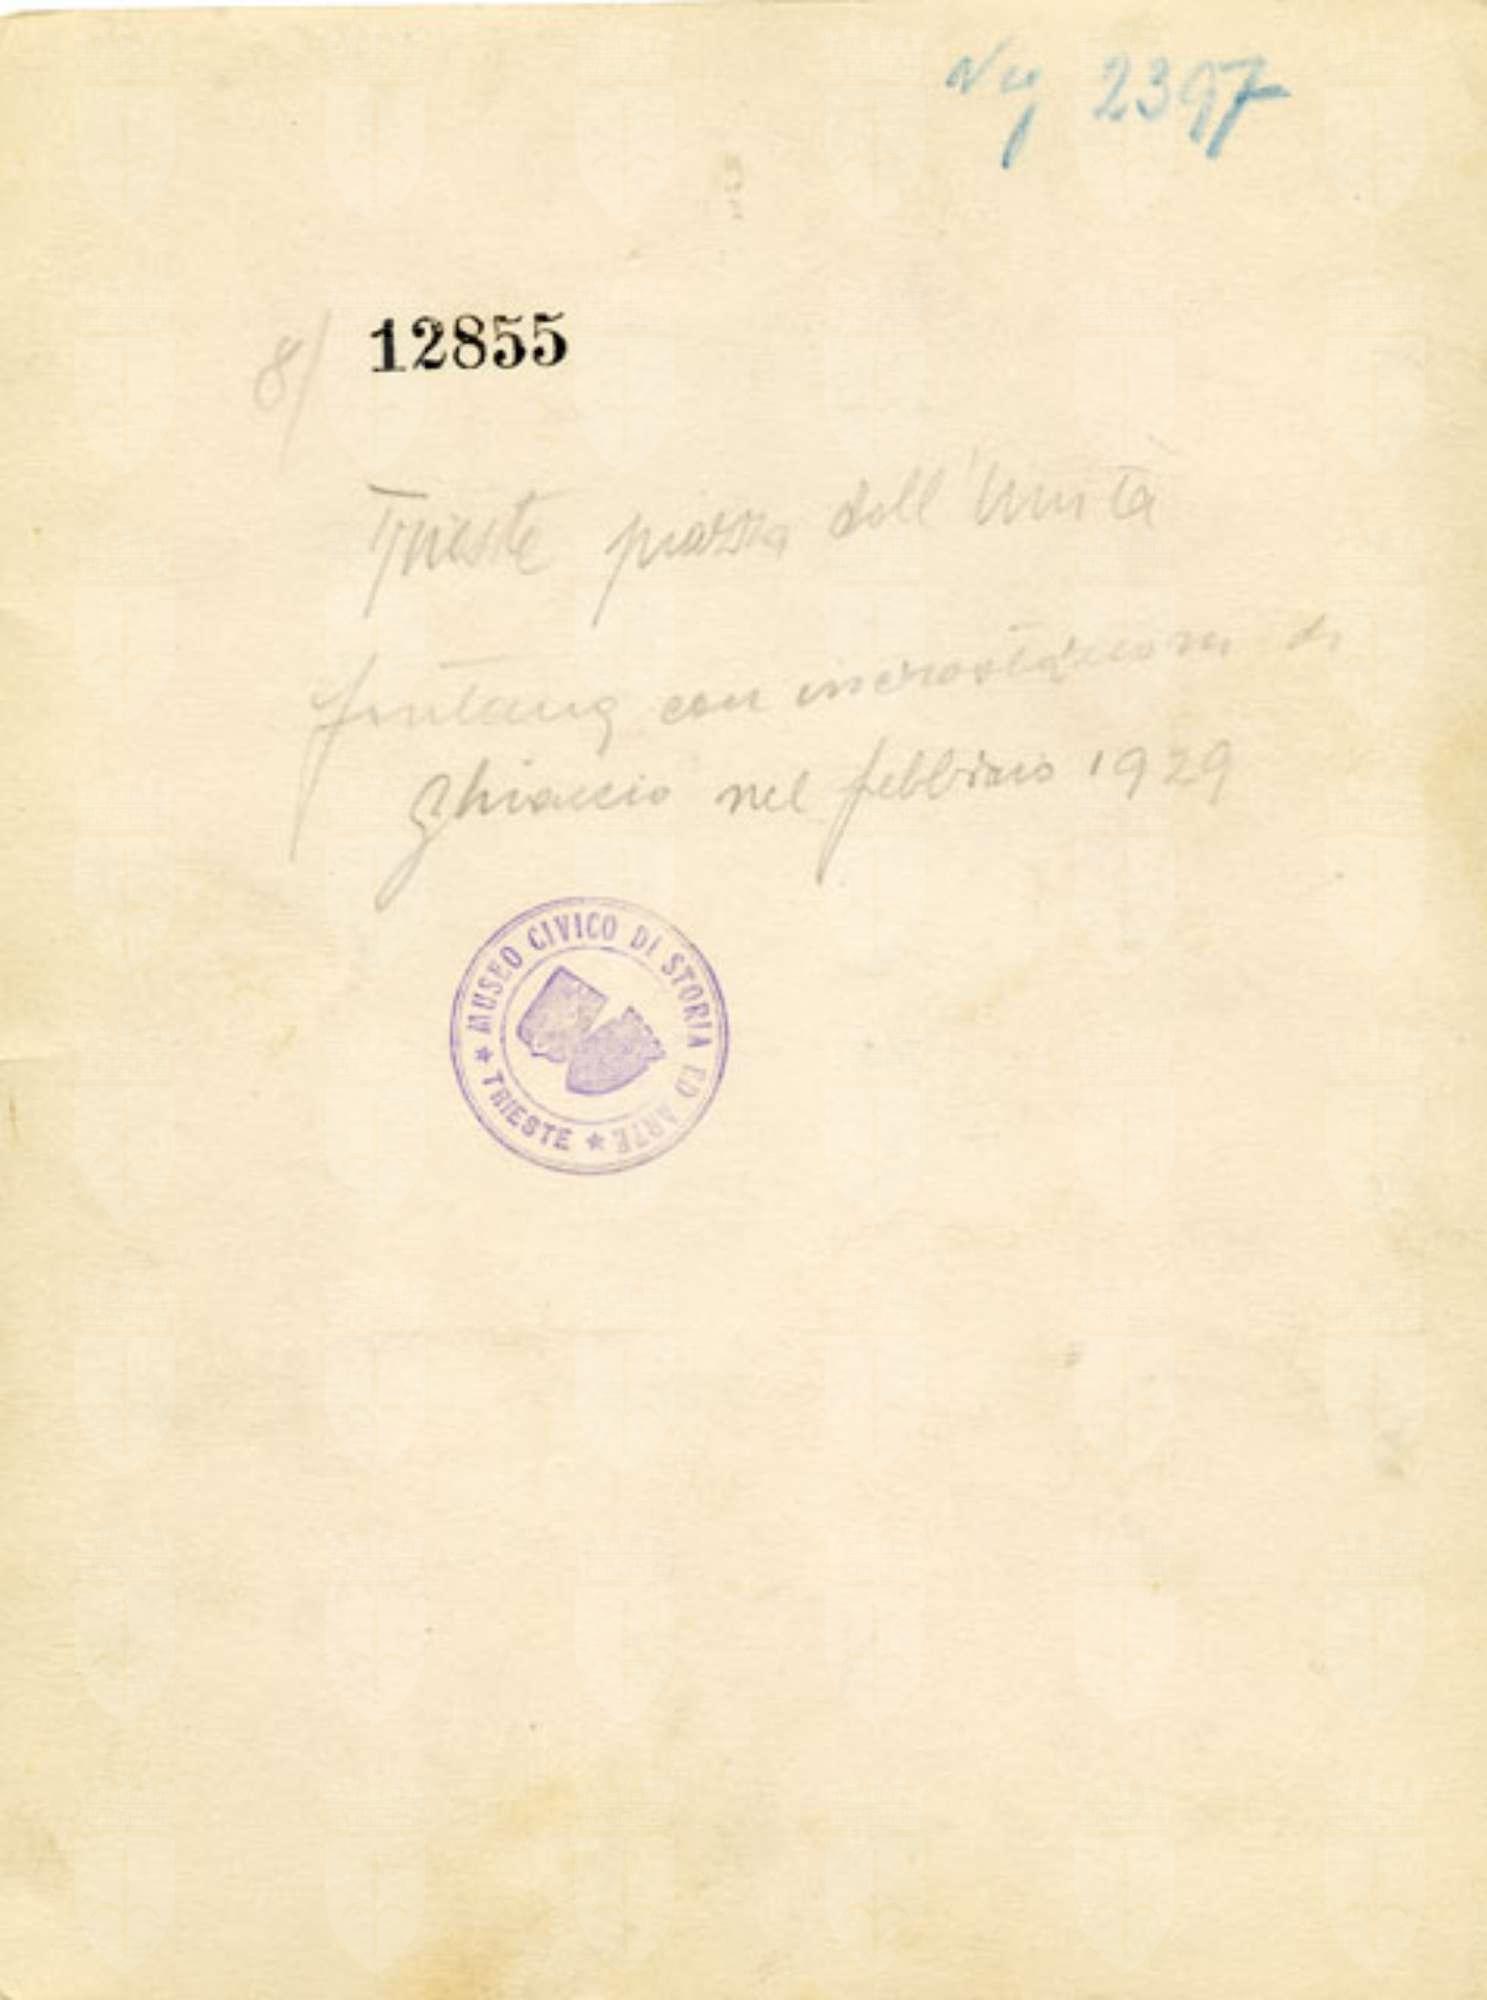 Neg 2397
8/ 12855
Trieste piazza dell'Unità
fontana con incrostazioni di
ghiaccio nel febbraio 1929
★ MUSEO CIVICO DI STORIA ED ARTE ★ TRIESTE